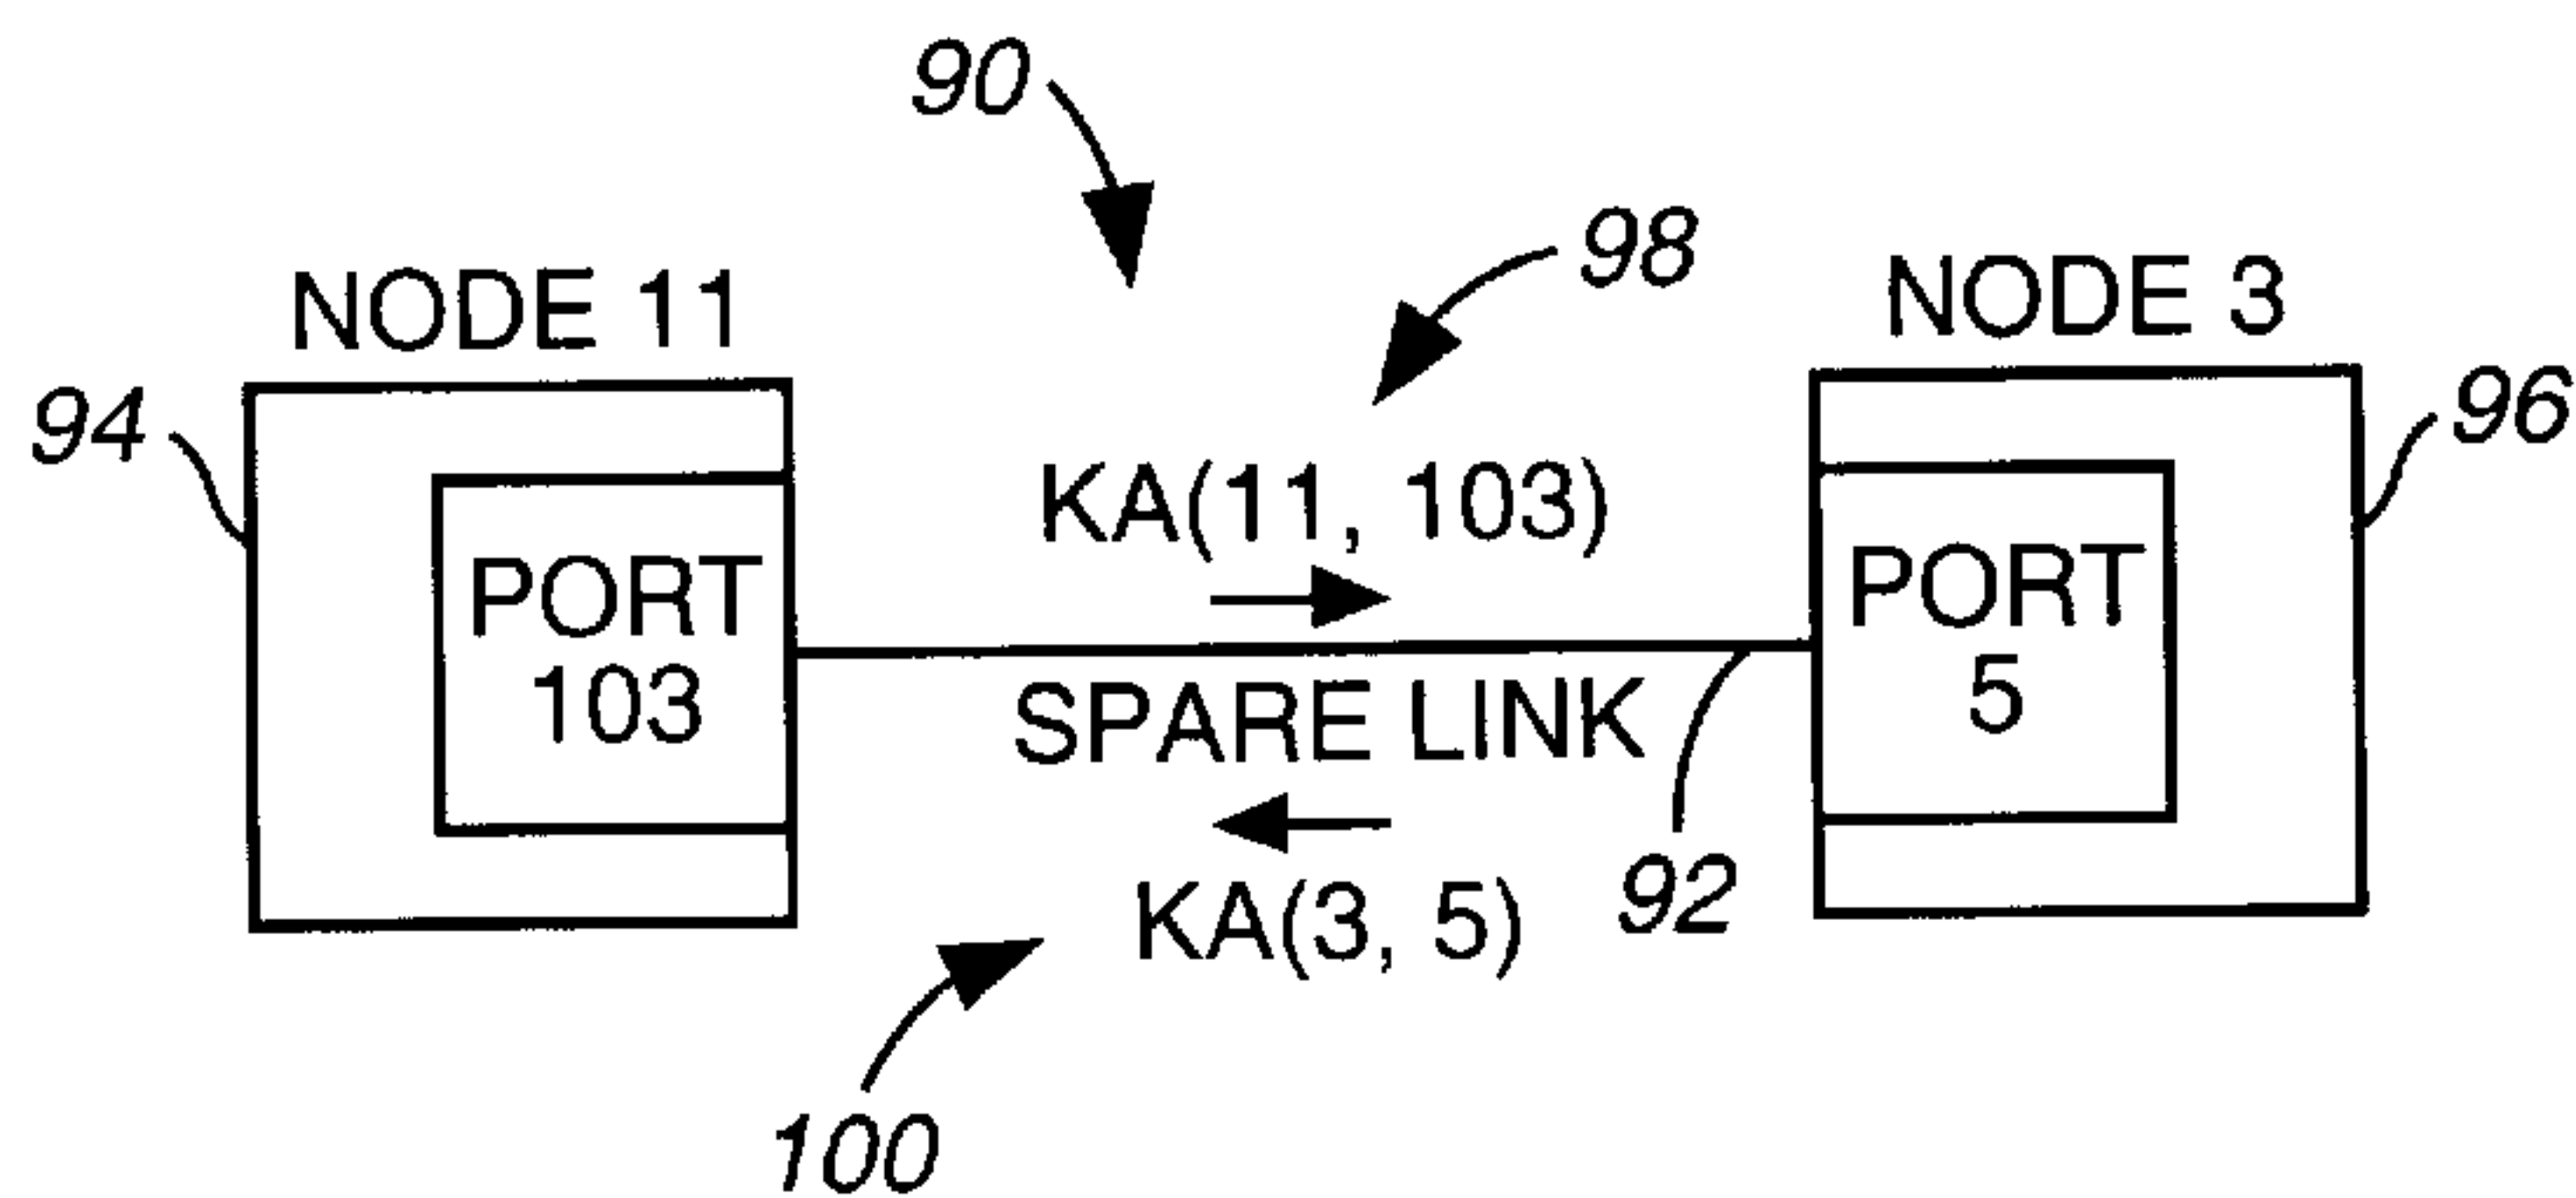 90
98
NODE 11
NODE 3
94
96
KA(11, 103)
PORT
103
PORT
5
SPARE LINK
92
KA(3, 5)
100